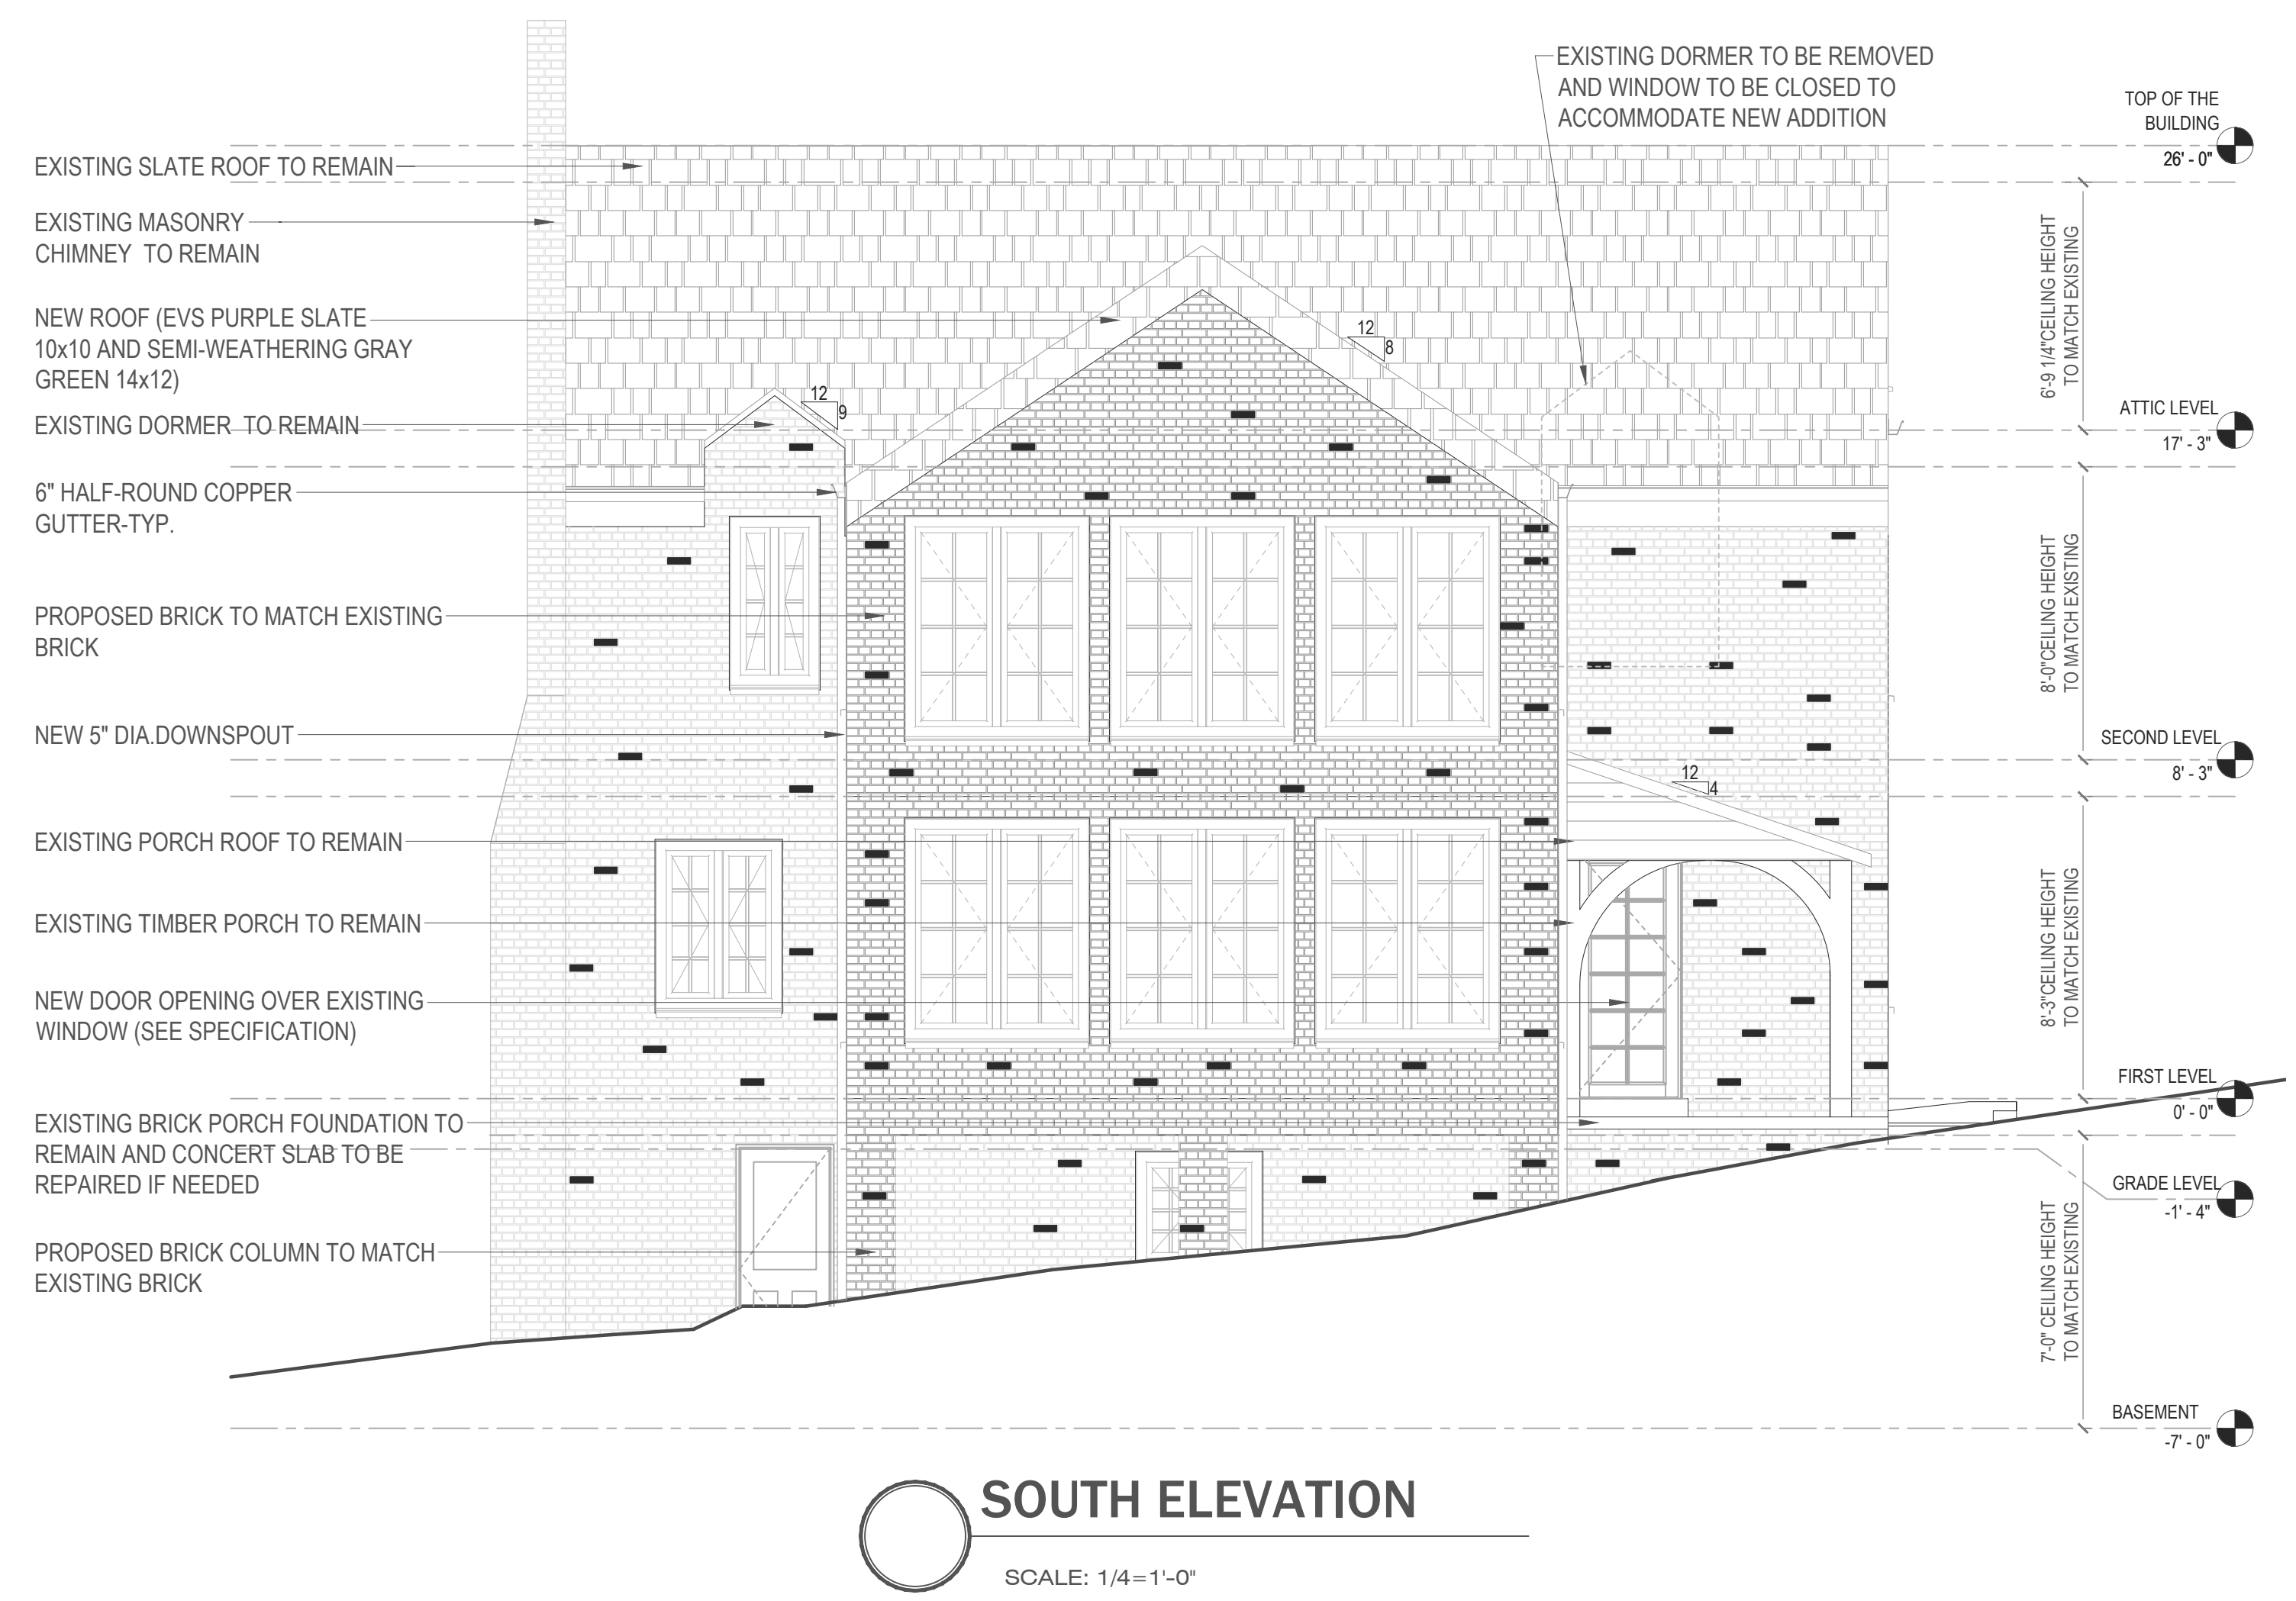 EXISTING DORMER TO BE REMOVED
AND WINDOW TO BE CLOSED TO
ACCOMMODATE NEW ADDITION
EXISTING SLATE ROOF TO REMAIN
EXISTING MASONRY
CHIMNEY TO REMAIN
NEW ROOF (EVS PURPLE SLATE
10x10 AND SEMI-WEATHERING GRAY
GREEN 14x12)
EXISTING DORMER TO REMAIN
6" HALF-ROUND COPPER
GUTTER-TYP.
PROPOSED BRICK TO MATCH EXISTING
BRICK
NEW 5" DIA.DOWNSPOUT
EXISTING PORCH ROOF TO REMAIN
EXISTING TIMBER PORCH TO REMAIN
NEW DOOR OPENING OVER EXISTING
WINDOW (SEE SPECIFICATION)
EXISTING BRICK PORCH FOUNDATION TO
REMAIN AND CONCERT SLAB TO BE
REPAIRED IF NEEDED
PROPOSED BRICK COLUMN TO MATCH
EXISTING BRICK
12
9
12
8
12
4
6'-9 1/4"CEILING HEIGHT
TO MATCH EXISTING
8'-0"CEILING HEIGHT
TO MATCH EXISTING
8'-3"CEILING HEIGHT
TO MATCH EXISTING
7'-0" CEILING HEIGHT
TO MATCH EXISTING
TOP OF THE
BUILDING
26' - 0"
ATTIC LEVEL
17' - 3"
SECOND LEVEL
8' - 3"
FIRST LEVEL
0' - 0"
GRADE LEVEL
-1' - 4"
BASEMENT
-7' - 0"
SOUTH ELEVATION
SCALE: 1/4=1'-0"